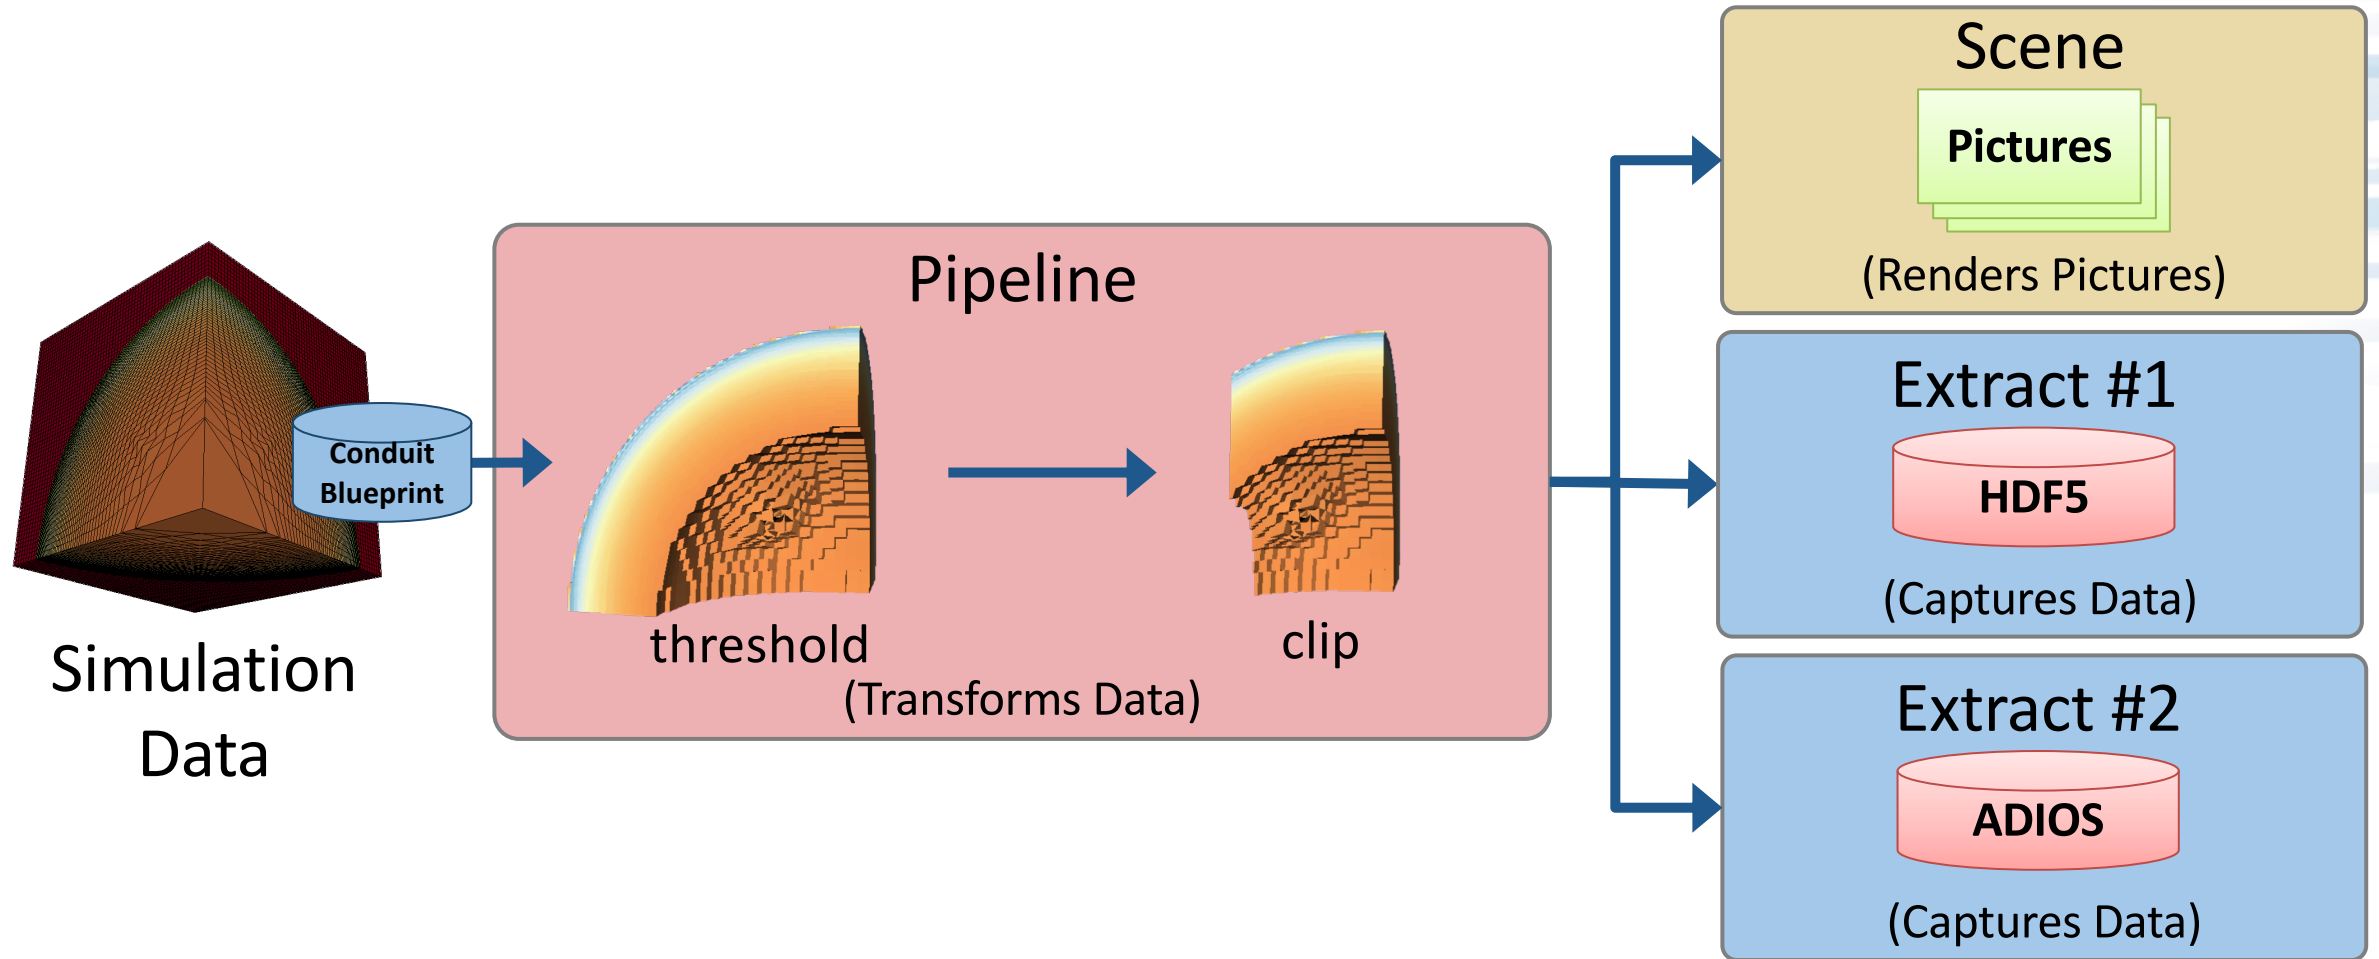 Simulation
Data
Conduit
Blueprint
Pipeline
threshold
clip
(Transforms Data)
Scene
Pictures
(Renders Pictures)
Extract #1
HDF5
(Captures Data)
Extract #2
ADIOS
(Captures Data)